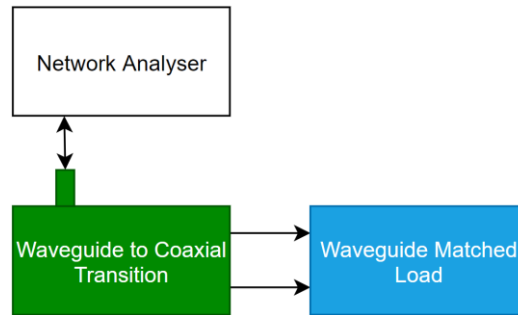 Network Analyser
Waveguide to Coaxial
Transition
Waveguide Matched
Load